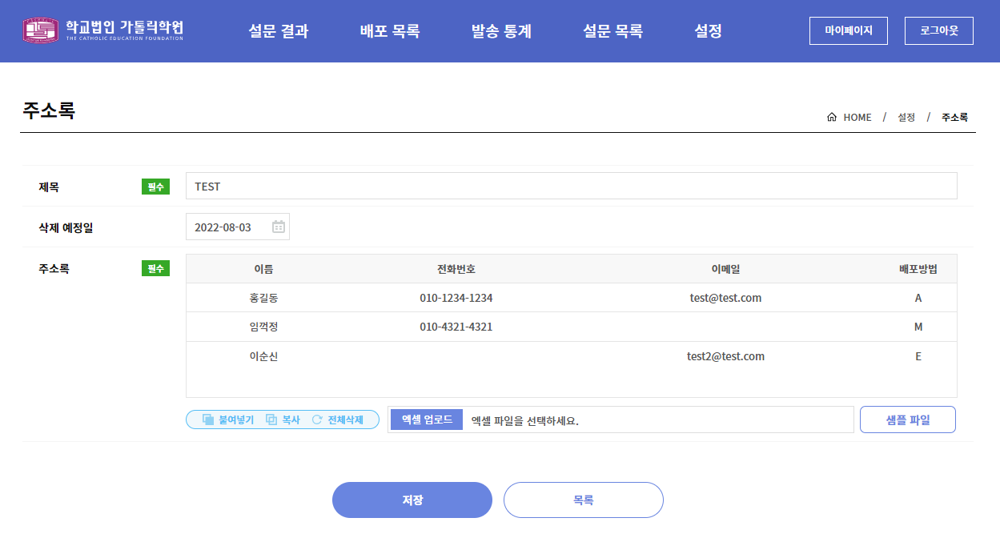 학교법인 가톨릭학원
THE CATHOLIC EDUCATION FOUNDATION
설문 결과 배포 목록 발송 통계 설문 목록 설정 마이페이지 로그아웃
주소록
HOME / 설정 / 주소록
제목 필수 TEST
삭제 예정일 2022-08-03
주소록 필수 이름 전화번호 이메일 배포방법
홍길동 010-1234-1234 test@test.com A
임꺽정 010-4321-4321 M
이순신 test2@test.com E
붙여넣기 복사 전체삭제 엑셀 업로드 엑셀 파일을 선택하세요. 샘플 파일
저장 목록